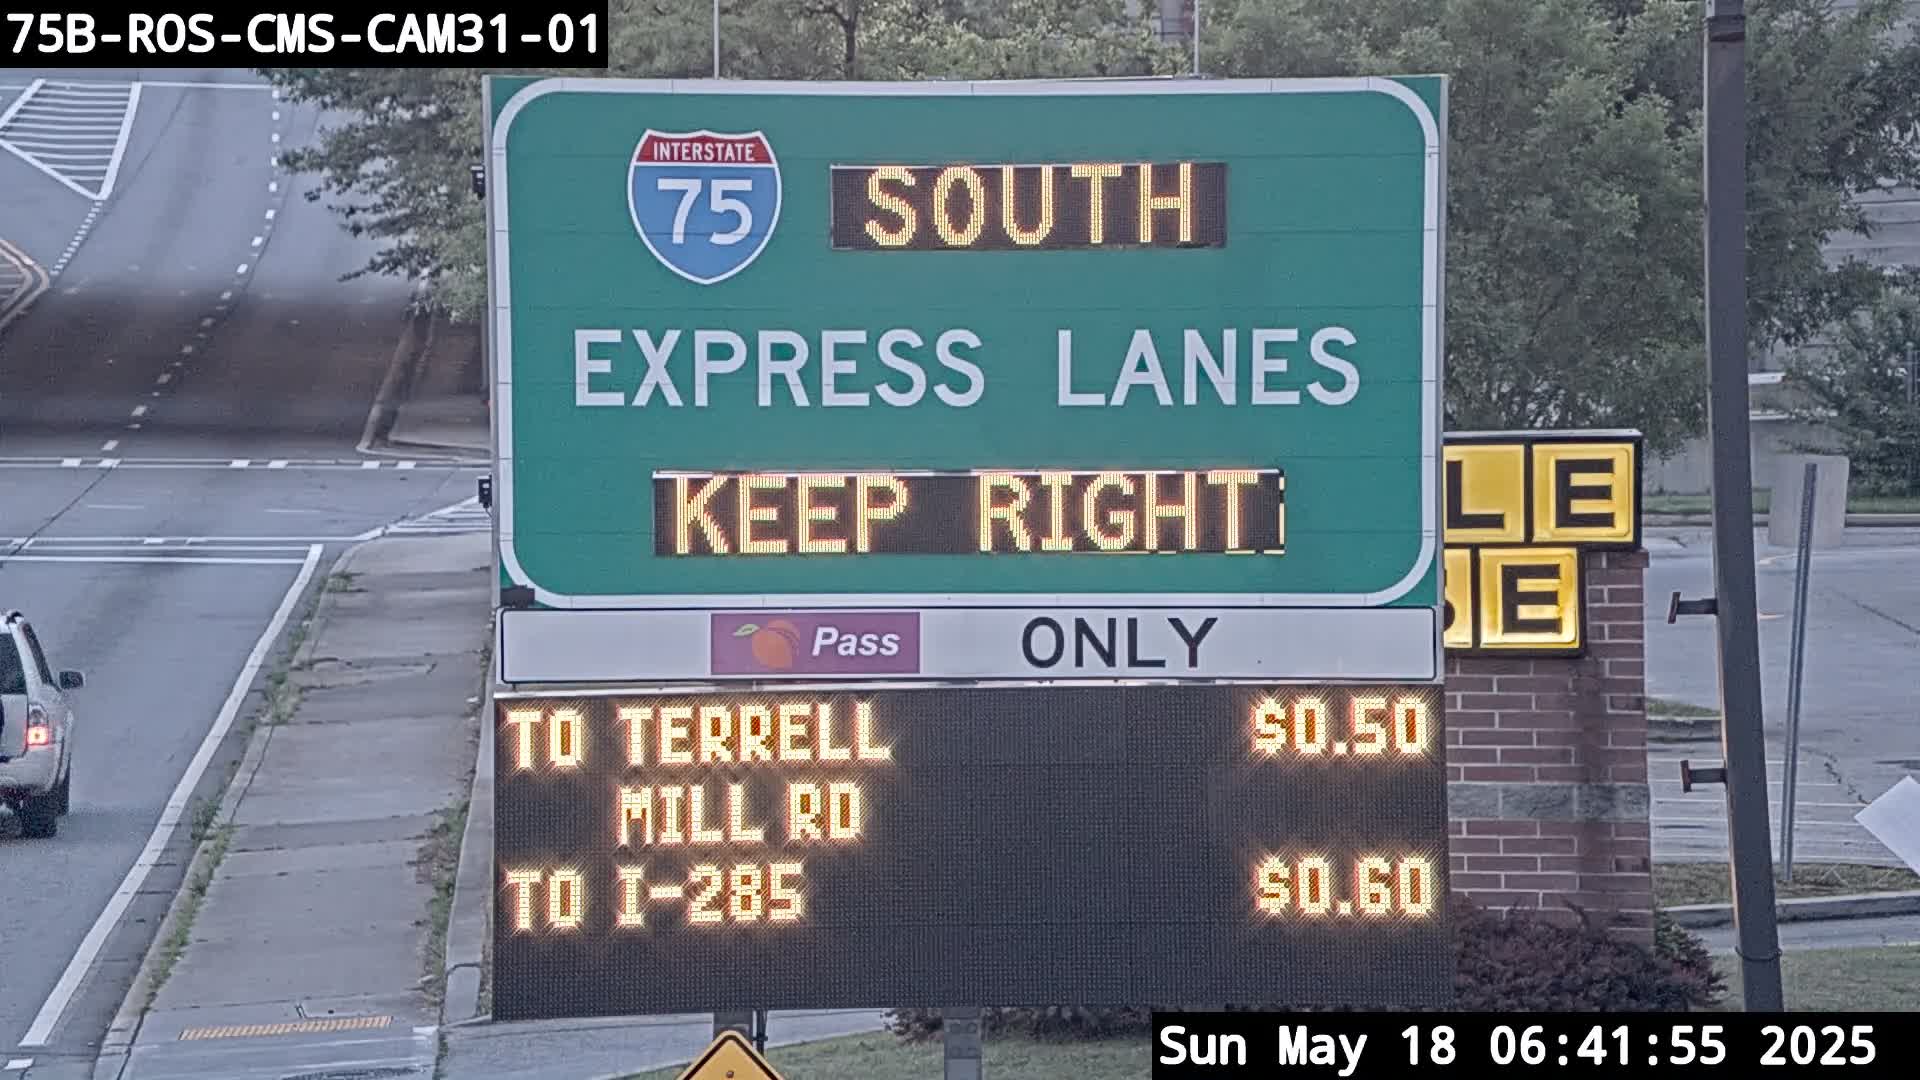 75B-ROS-CMS-CAM31-01
INTERSTATE
75
SOUTH
EXPRESS LANES
KEEP RIGHT
Pass ONLY
LE
E
TO TERRELL $0.50
MILL RD
TO I-285 $0.60
Sun May 18 06:41:55 2025